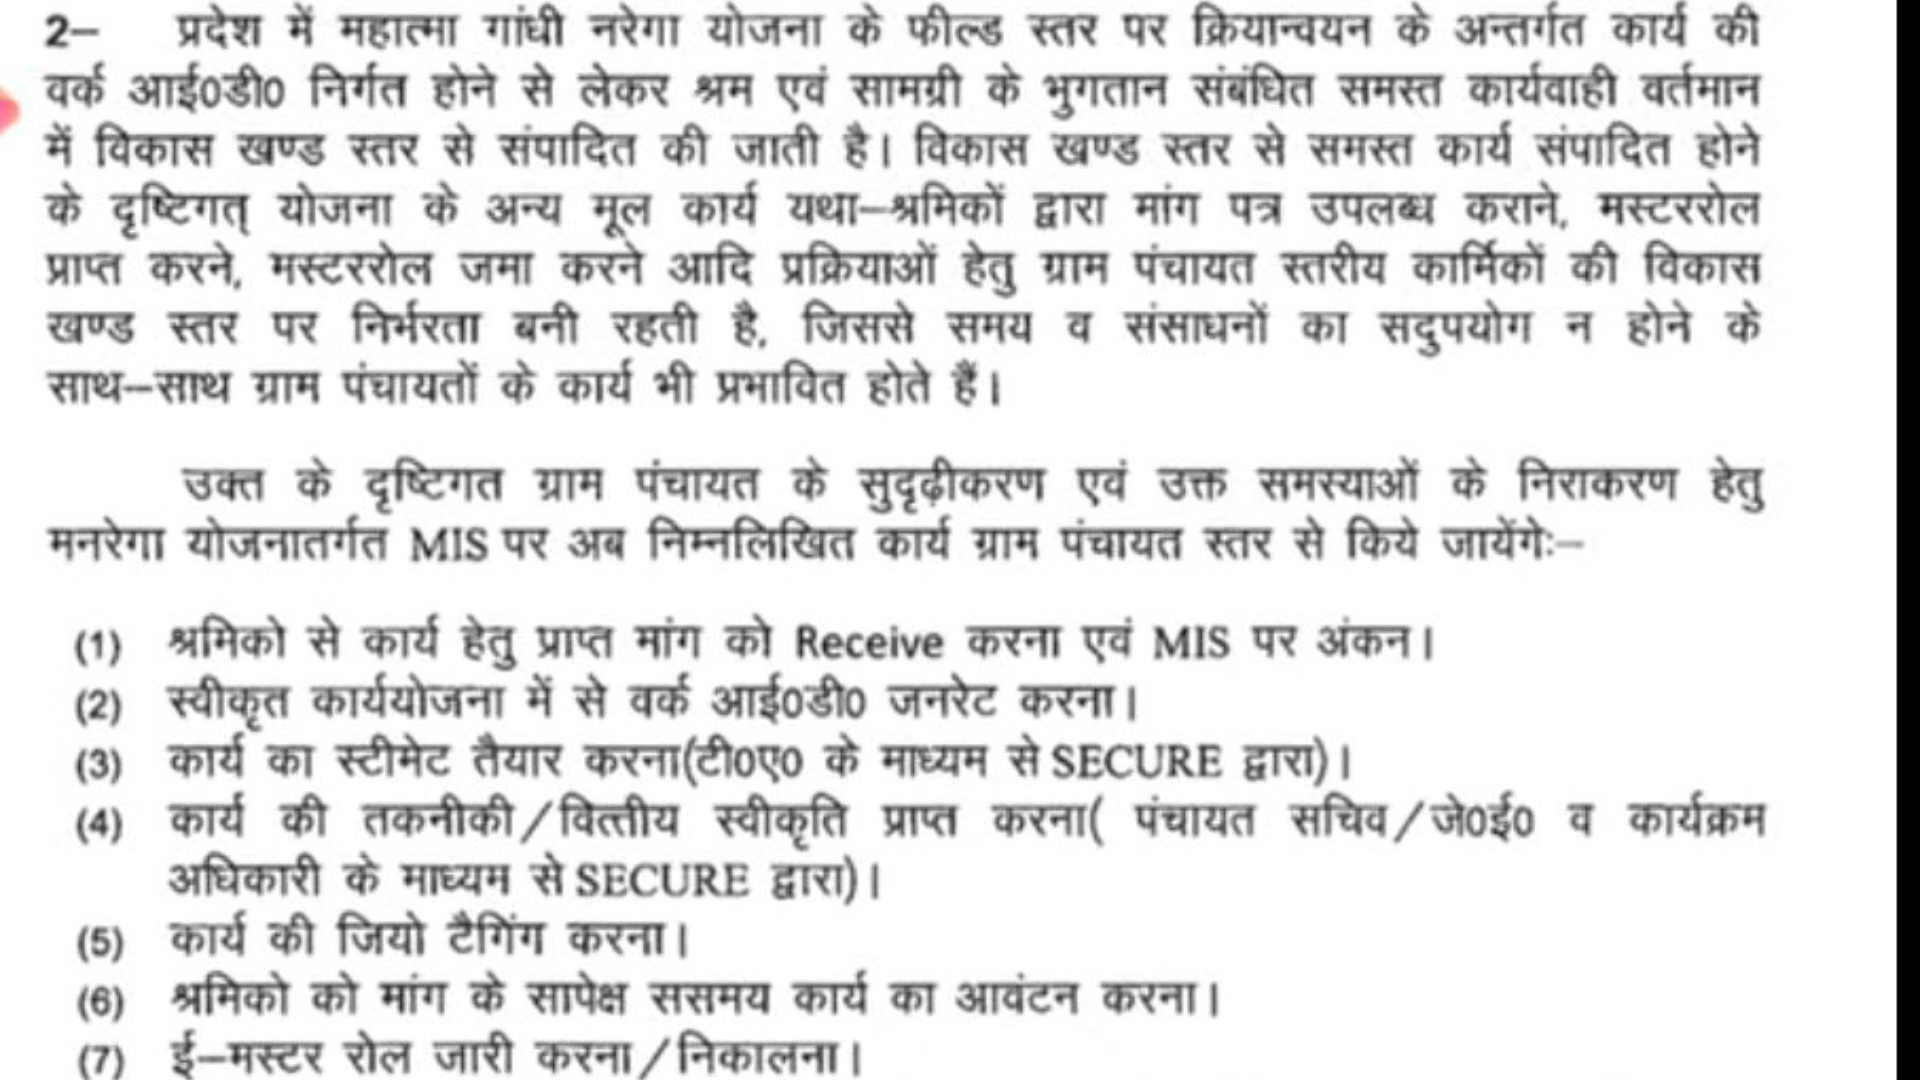 2– प्रदेश में महात्मा गांधी नरेगा योजना के फील्ड स्तर पर क्रियान्वयन के अन्तर्गत कार्य की
वर्क आई0डी0 निर्गत होने से लेकर श्रम एवं सामग्री के भुगतान संबंधित समस्त कार्यवाही वर्तमान
में विकास खण्ड स्तर से संपादित की जाती है। विकास खण्ड स्तर से समस्त कार्य संपादित होने
के दृष्टिगत् योजना के अन्य मूल कार्य यथा–श्रमिकों द्वारा मांग पत्र उपलब्ध कराने, मस्टररोल
प्राप्त करने, मस्टररोल जमा करने आदि प्रक्रियाओं हेतु ग्राम पंचायत स्तरीय कार्मिकों की विकास
खण्ड स्तर पर निर्भरता बनी रहती है, जिससे समय व संसाधनों का सदुपयोग न होने के
साथ–साथ ग्राम पंचायतों के कार्य भी प्रभावित होते हैं।
उक्त के दृष्टिगत ग्राम पंचायत के सुदृढ़ीकरण एवं उक्त समस्याओं के निराकरण हेतु
मनरेगा योजनातर्गत MIS पर अब निम्नलिखित कार्य ग्राम पंचायत स्तर से किये जायेंगेः–
(1) श्रमिको से कार्य हेतु प्राप्त मांग को Receive करना एवं MIS पर अंकन।
(2) स्वीकृत कार्ययोजना में से वर्क आई0डी0 जनरेट करना।
(3) कार्य का स्टीमेट तैयार करना(टी0ए0 के माध्यम से SECURE द्वारा)।
(4) कार्य की तकनीकी/वित्तीय स्वीकृति प्राप्त करना( पंचायत सचिव/जे0ई0 व कार्यक्रम
अधिकारी के माध्यम से SECURE द्वारा)।
(5) कार्य की जियो टैगिंग करना।
(6) श्रमिको को मांग के सापेक्ष ससमय कार्य का आवंटन करना।
(7) ई–मस्टर रोल जारी करना/निकालना।